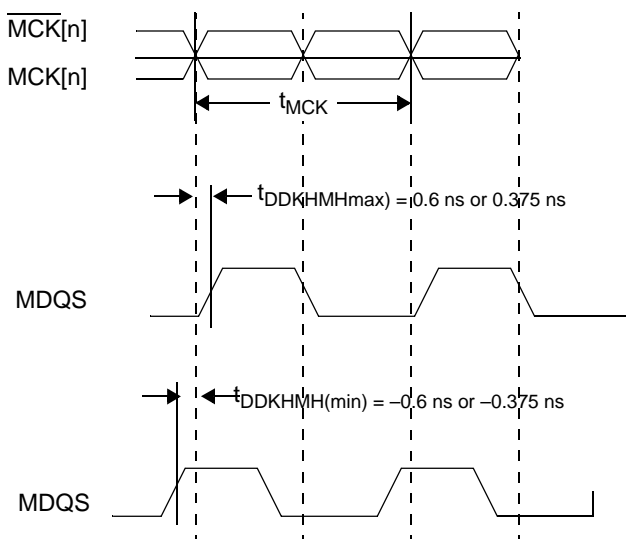 MCK[n]
MCK[n]
tMCK
tDDKHMHmax) = 0.6 ns or 0.375 ns
MDQS
tDDKHMH(min) = –0.6 ns or –0.375 ns
MDQS